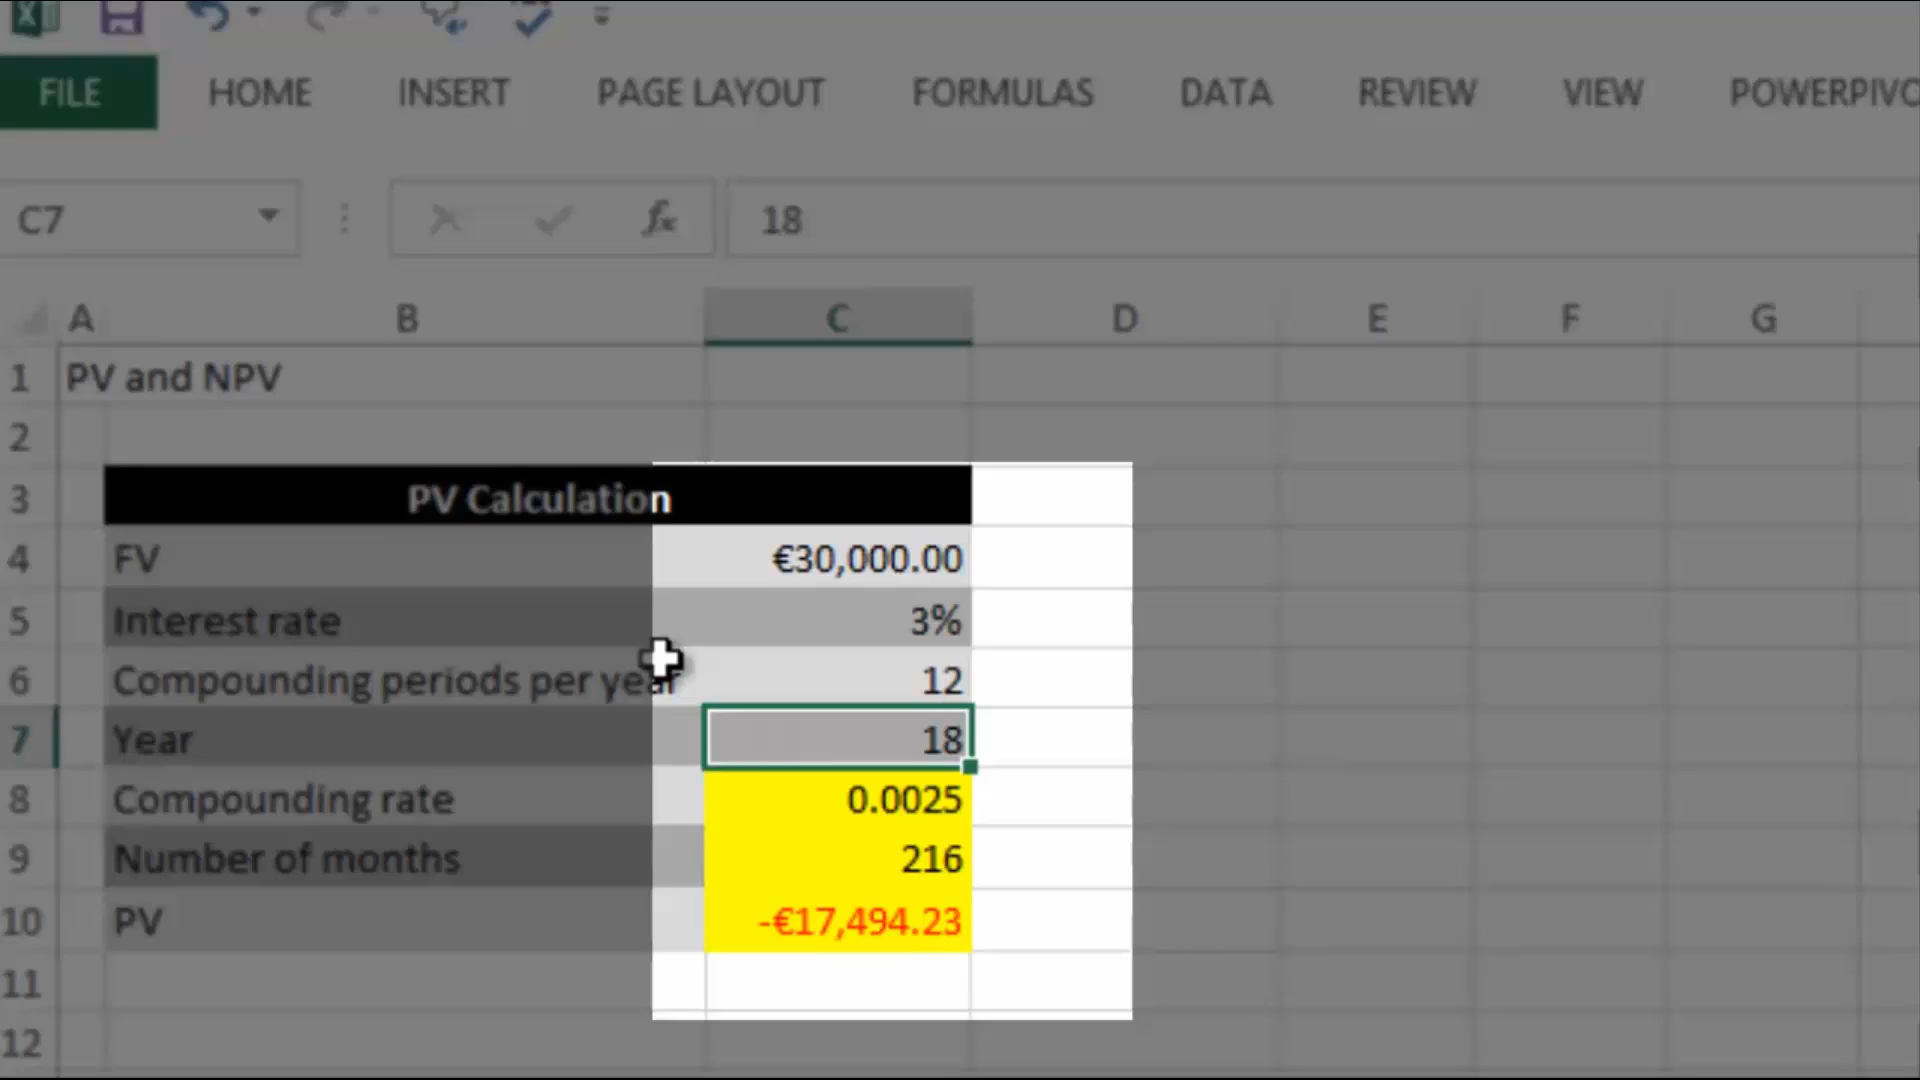 FILE HOME INSERT PAGE LAYOUT FORMULAS DATA REVIEW VIEW POWERPIVO
C7 fx 18
A B C D E F G
1 PV and NPV
2
3 PV Calculation
4 FV €30,000.00
5 Interest rate 3%
6 Compounding periods per year 12
7 Year 18
8 Compounding rate 0.0025
9 Number of months 216
10 PV -€17,494.23
11
12